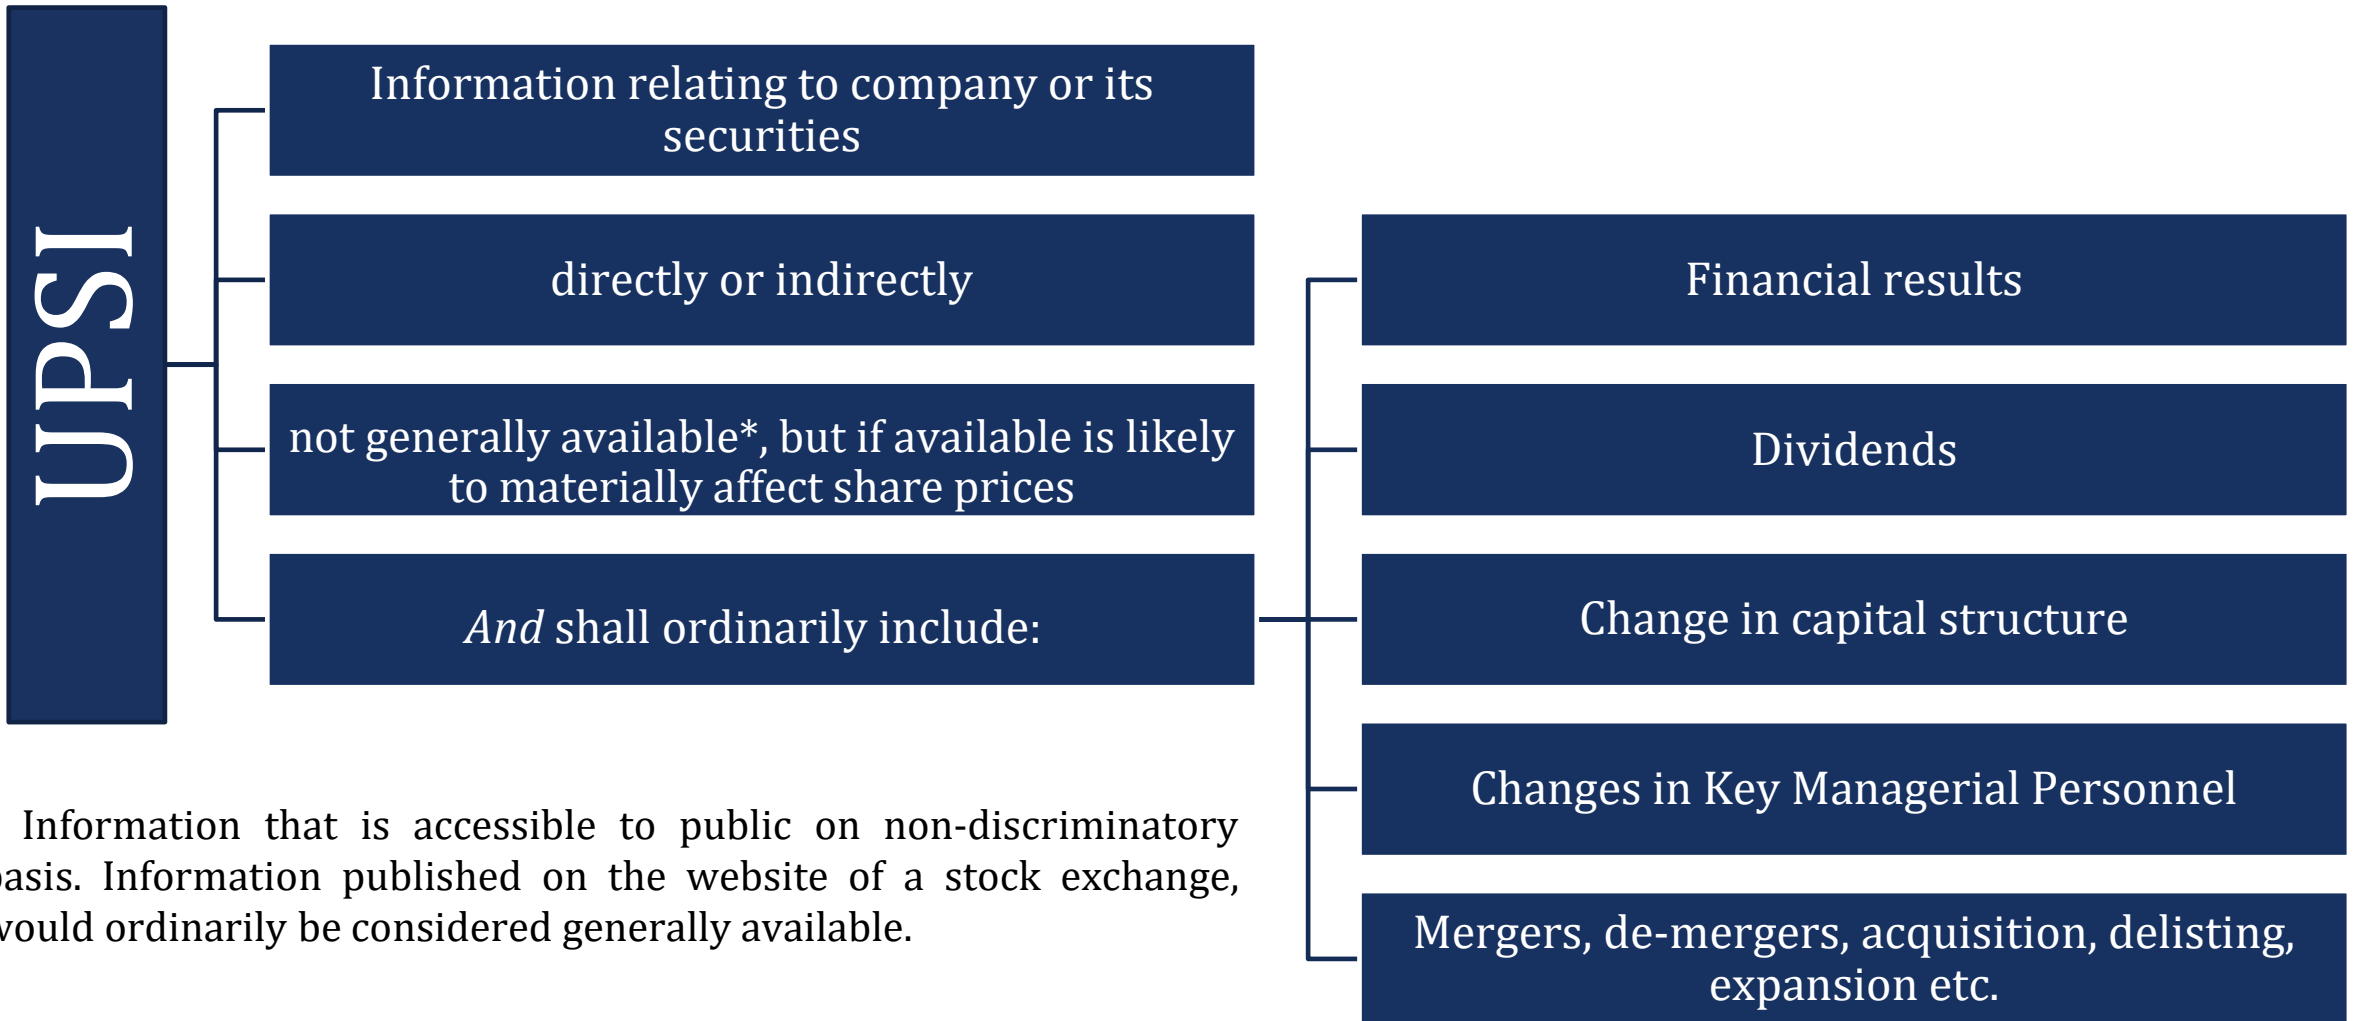 UPSI
Information relating to company or its
securities
directly or indirectly
not generally available*, but if available is likely
to materially affect share prices
And shall ordinarily include:
Financial results
Dividends
Change in capital structure
Changes in Key Managerial Personnel
Mergers, de-mergers, acquisition, delisting,
expansion etc.
Information that is accessible to public on non-discriminatory
basis. Information published on the website of a stock exchange,
would ordinarily be considered generally available.